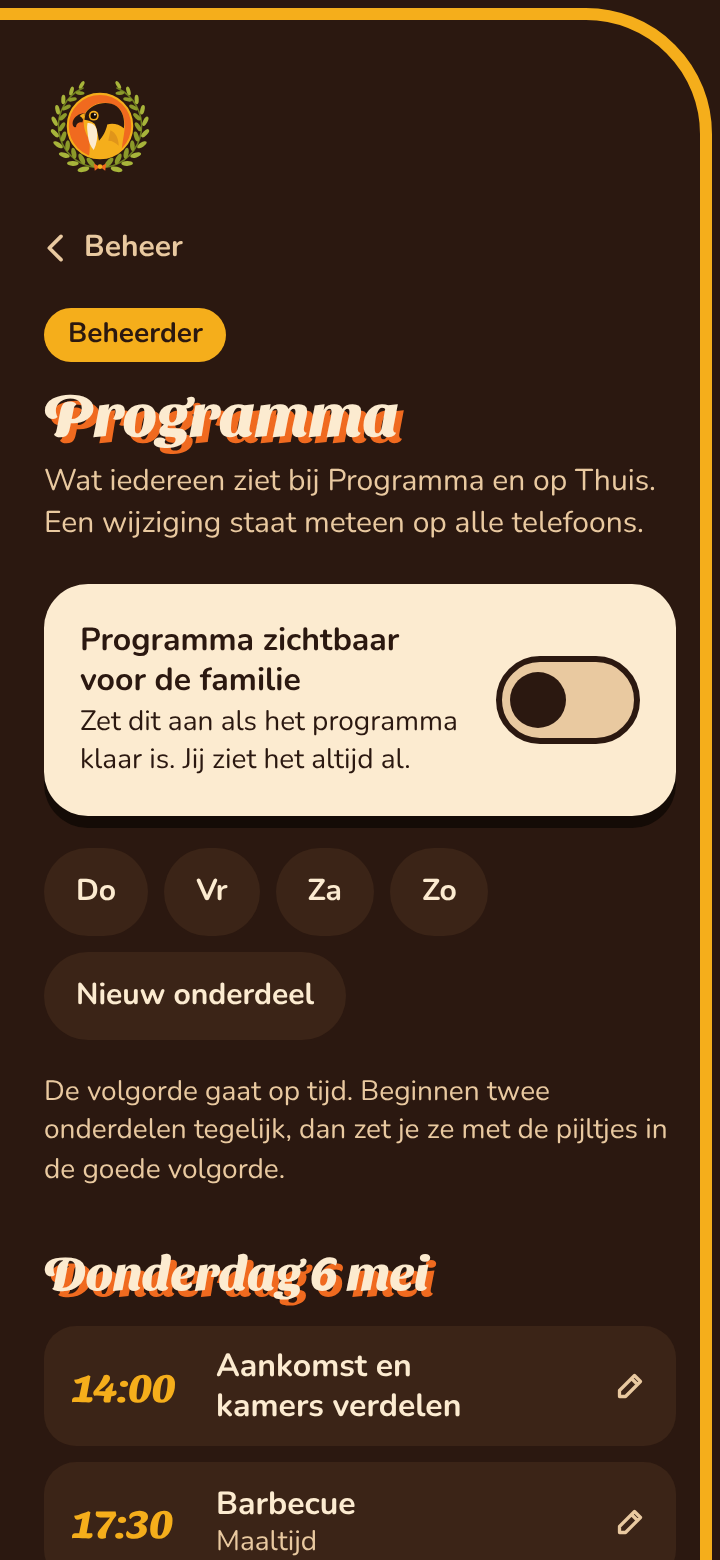 Beheer
Beheerder
Programma
Wat iedereen ziet bij Programma en op Thuis.
Een wijziging staat meteen op alle telefoons.
Programma zichtbaar
voor de familie
Zet dit aan als het programma
klaar is. Jij ziet het altijd al.
Do Vr Za Zo
Nieuw onderdeel
De volgorde gaat op tijd. Beginnen twee
onderdelen tegelijk, dan zet je ze met de pijltjes in
de goede volgorde.
Donderdag 6 mei
14:00 Aankomst en
kamers verdelen
17:30 Barbecue
Maaltijd